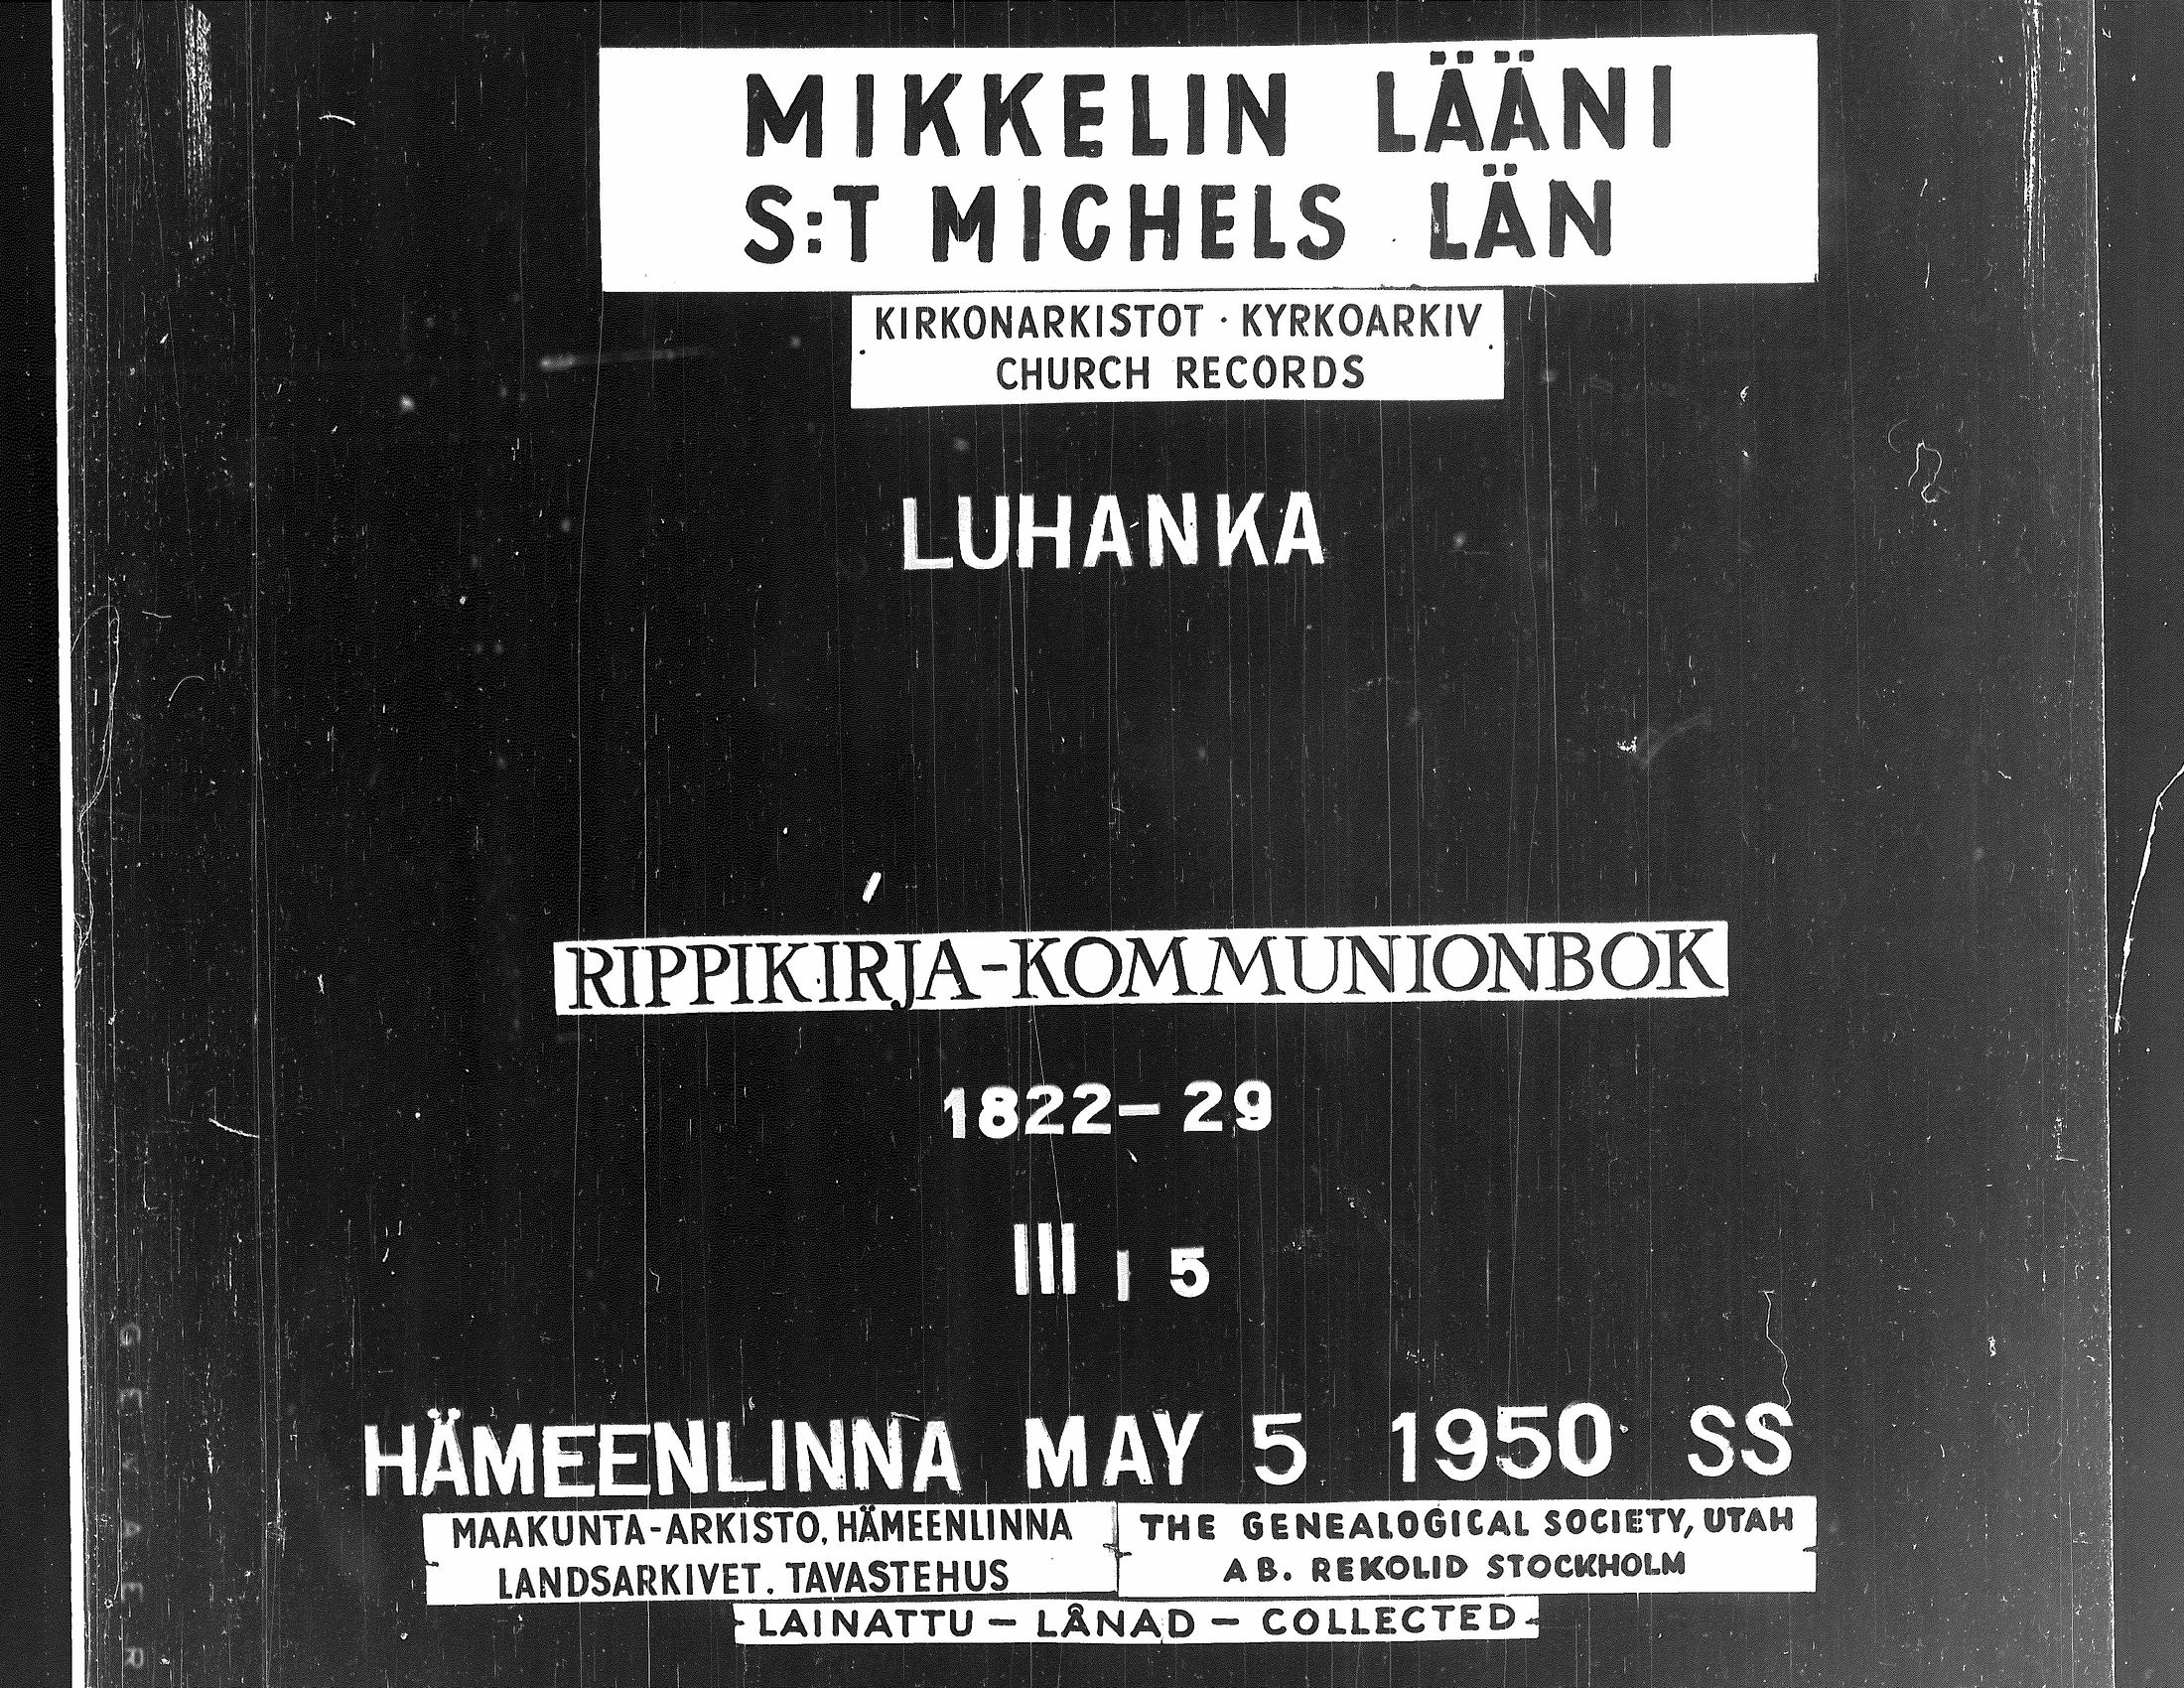 MIKKELIN LÄÄNI
S:T MICHELS LÄN
KIRKONARKISTOT · KYRKOARKIV
CHURCH RECORDS
LUHANKA
RIPPIKIRJA-KOMMUNIONBOK
1822-29
III I 5
HÄMEENLINNA MAY 5 1950 SS
MAAKUNTA-ARKISTO, HÄMEENLINNA
LANDSARKIVET. TAVASTEHUS
THE GENEALOGICAL SOCIETY, UTAH
AB. REKOLID STOCKHOLM
LAINATTU - LÅNAD - COLLECTED
GEVAER